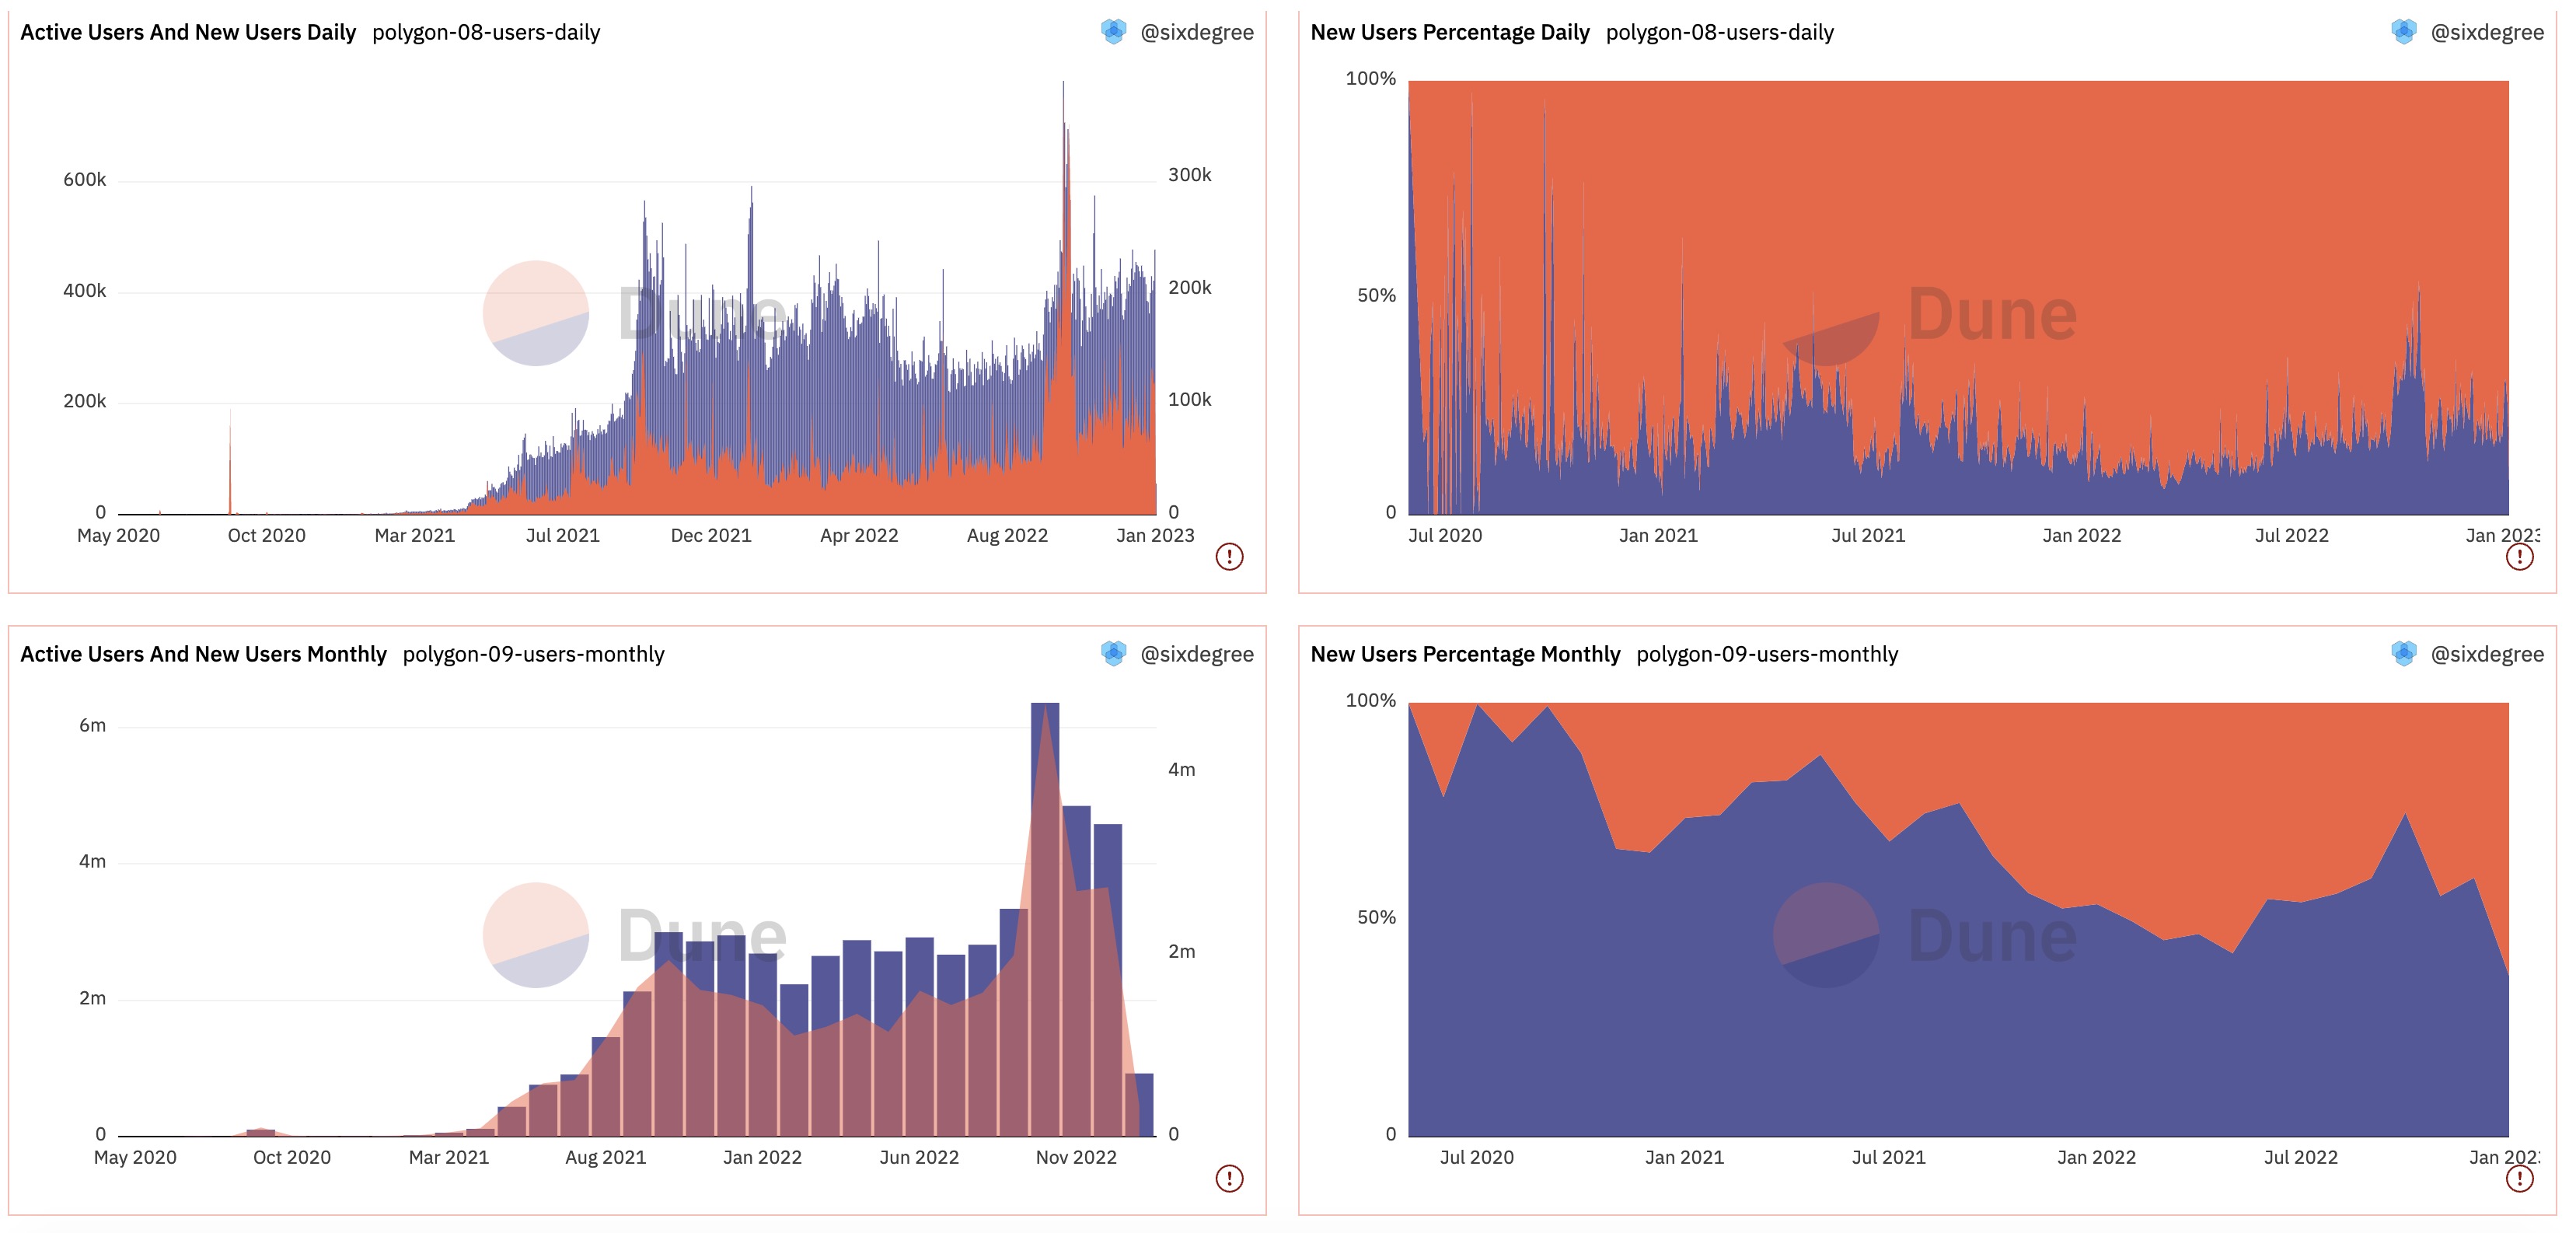 Active Users And New Users Daily polygon-08-users-daily @sixdegree
600k
400k
200k
0
300k
200k
100k
0
Dune
May 2020 Oct 2020 Mar 2021 Jul 2021 Dec 2021 Apr 2022 Aug 2022 Jan 2023
New Users Percentage Daily polygon-08-users-daily @sixdegree
100%
50%
0
Dune
Jul 2020 Jan 2021 Jul 2021 Jan 2022 Jul 2022 Jan 2023
Active Users And New Users Monthly polygon-09-users-monthly @sixdegree
6m
4m
2m
0
4m
2m
0
Dune
May 2020 Oct 2020 Mar 2021 Aug 2021 Jan 2022 Jun 2022 Nov 2022
New Users Percentage Monthly polygon-09-users-monthly @sixdegree
100%
50%
0
Dune
Jul 2020 Jan 2021 Jul 2021 Jan 2022 Jul 2022 Jan 202